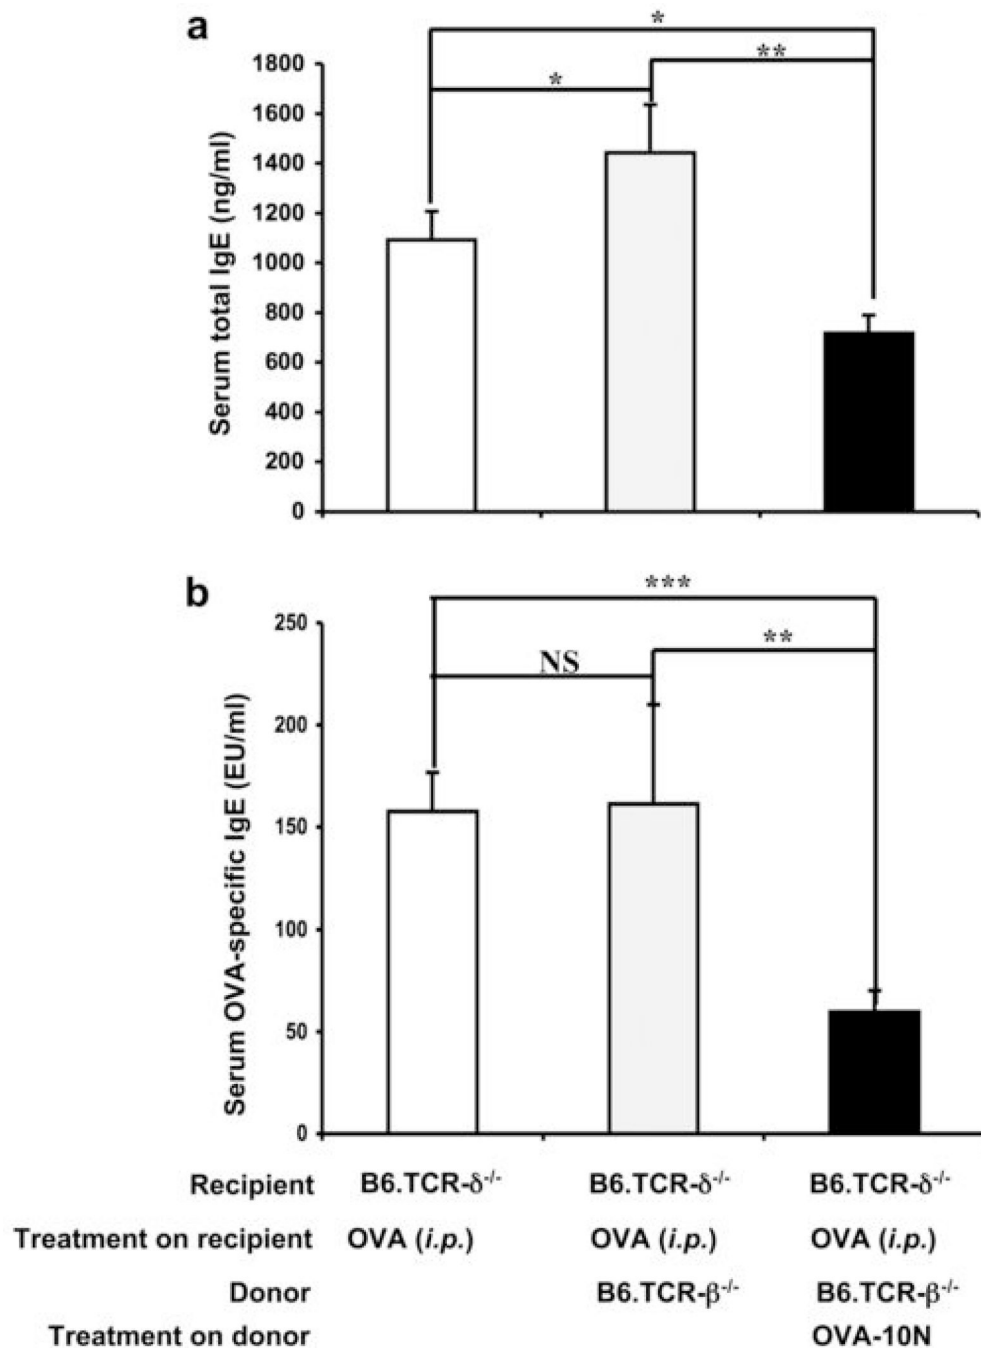 a
*
**
*
1800
1600
1400
1200
1000
800
600
400
200
0
Serum total IgE (ng/ml)
b
***
**
NS
250
200
150
100
50
0
Serum OVA-specific IgE (EU/ml)
Recipient B6.TCR-δ-/- B6.TCR-δ-/- B6.TCR-δ-/-
Treatment on recipient OVA (i.p.) OVA (i.p.) OVA (i.p.)
Donor B6.TCR-β-/- B6.TCR-β-/-
Treatment on donor OVA-10N